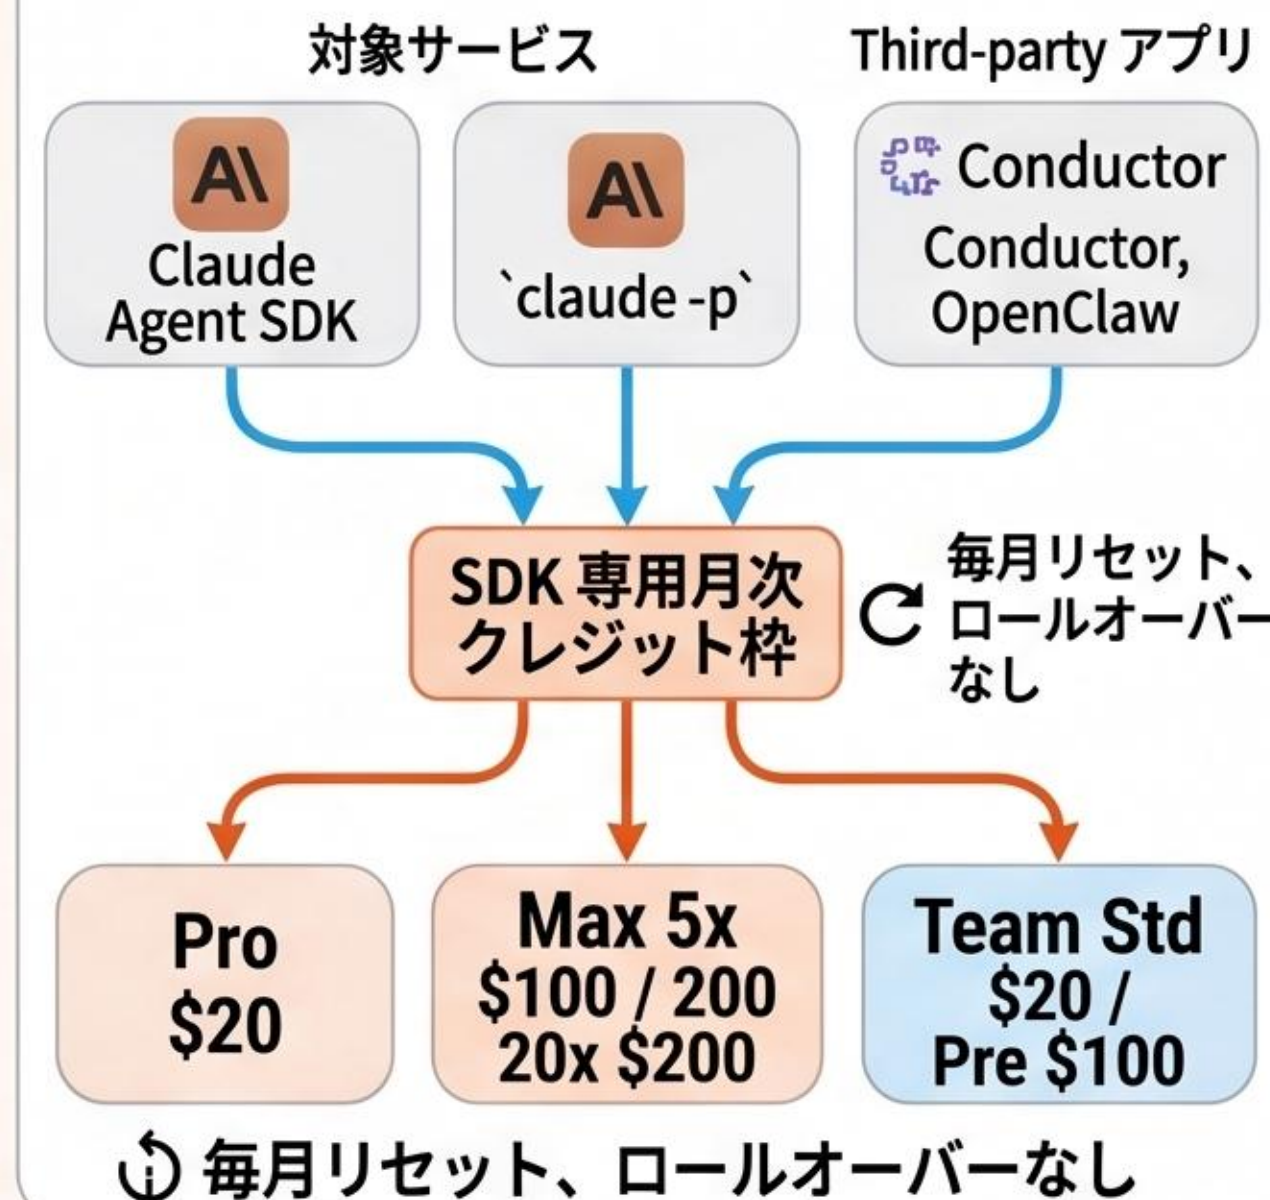 対象サービス
Third-party アプリ
Claude
Agent SDK
`claude -p`
Conductor
Conductor,
OpenClaw
SDK 専用月次
クレジット枠
毎月リセット、
ロールオーバー
なし
Pro
$20
Max 5x
$100 / 200
20x $200
Team Std
$20 /
Pre $100
毎月リセット、ロールオーバーなし